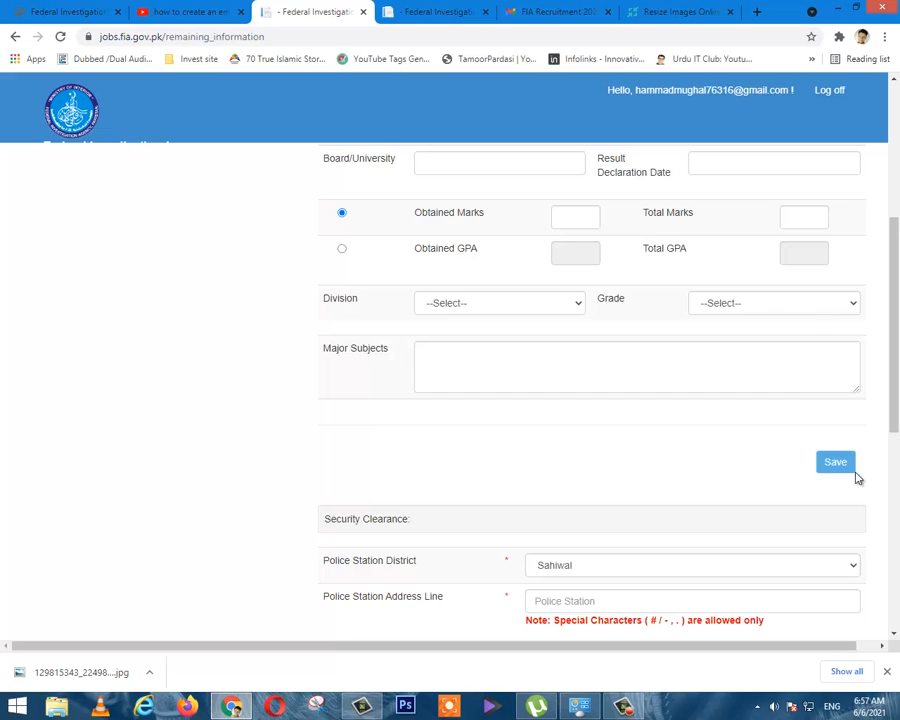 Federal Investigation
how to create an em
- Federal Investigati
- Federal Investigati
FIA Recruitment 202
Resize Images Onlin
jobs.fia.gov.pk/remaining_information
Apps
Dubbed /Dual Audi...
Invest site
70 True Islamic Stor...
YouTube Tags Gen...
TamoorPardasi | Yo...
Infolinks - Innovativ...
Urdu IT Club: Youtu...
»
Reading list
Hello, hammadmughal76316@gmail.com !
Log off
Board/University
Result
Declaration Date
Obtained Marks
Total Marks
Obtained GPA
Total GPA
Division
--Select--
Grade
--Select--
Major Subjects
Save
Security Clearance:
Police Station District
*
Sahiwal
Police Station Address Line
*
Police Station
Note: Special Characters ( # / - , . ) are allowed only
129815343_22498....jpg
Show all
Ps
ENG
6:57 AM
6/6/2021